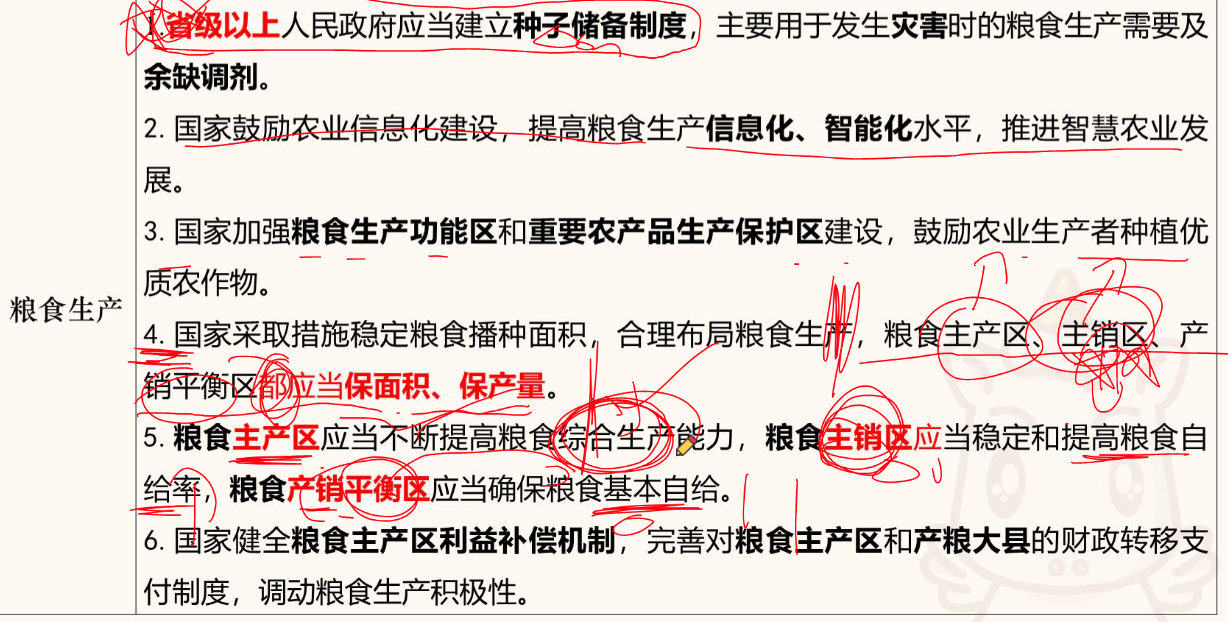 1. 省级以上人民政府应当建立种子储备制度，主要用于发生灾害时的粮食生产需要及
余缺调剂。
2. 国家鼓励农业信息化建设，提高粮食生产信息化、智能化水平，推进智慧农业发
展。
3. 国家加强粮食生产功能区和重要农产品生产保护区建设，鼓励农业生产者种植优
质农作物。
粮食生产
4. 国家采取措施稳定粮食播种面积，合理布局粮食生产，粮食主产区、主销区、产
销平衡区都应当保面积、保产量。
5. 粮食主产区应当不断提高粮食综合生产能力，粮食主销区应当稳定和提高粮食自
给率，粮食产销平衡区应当确保粮食基本自给。
6. 国家健全粮食主产区利益补偿机制，完善对粮食主产区和产粮大县的财政转移支
付制度，调动粮食生产积极性。